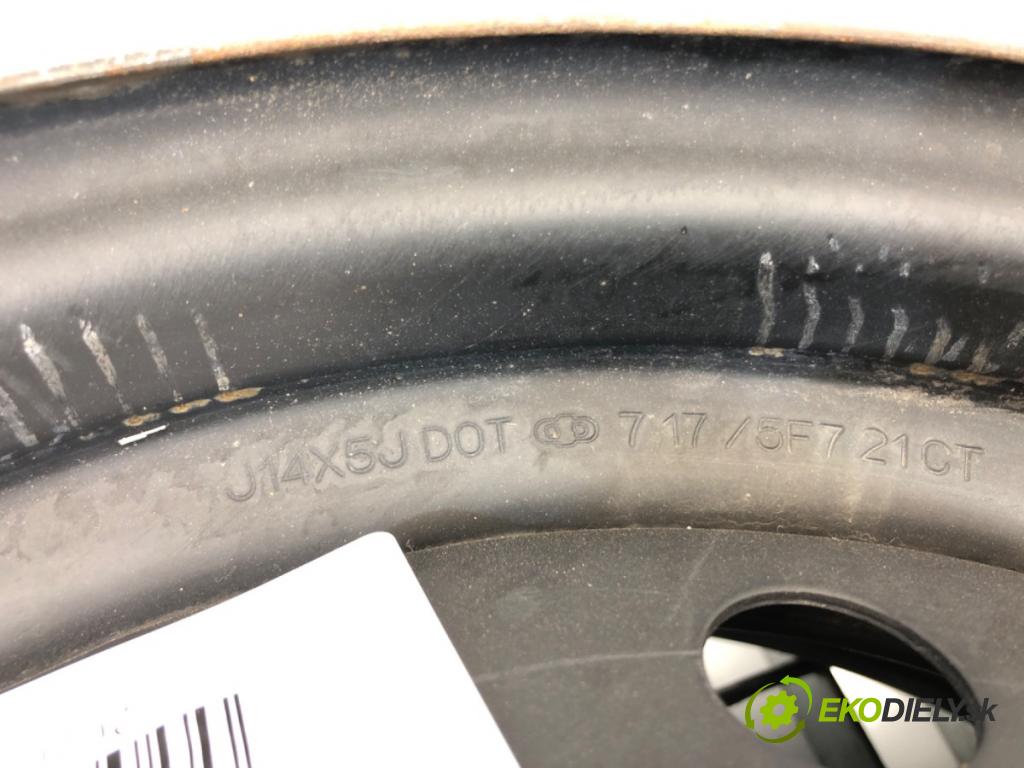 J14X5J DOT 7 17 / 5F7 21CT
EKODIELY.sk